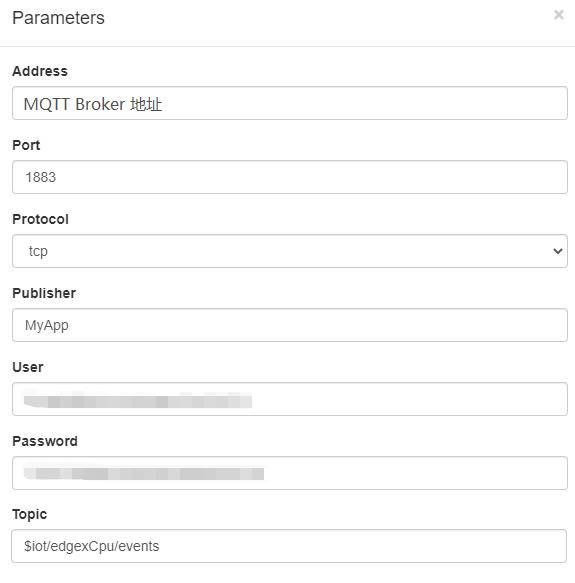 Parameters
×
Address
MQTT Broker 地址
Port
1883
Protocol
tcp
Publisher
MyApp
User
Password
Topic
$iot/edgexCpu/events